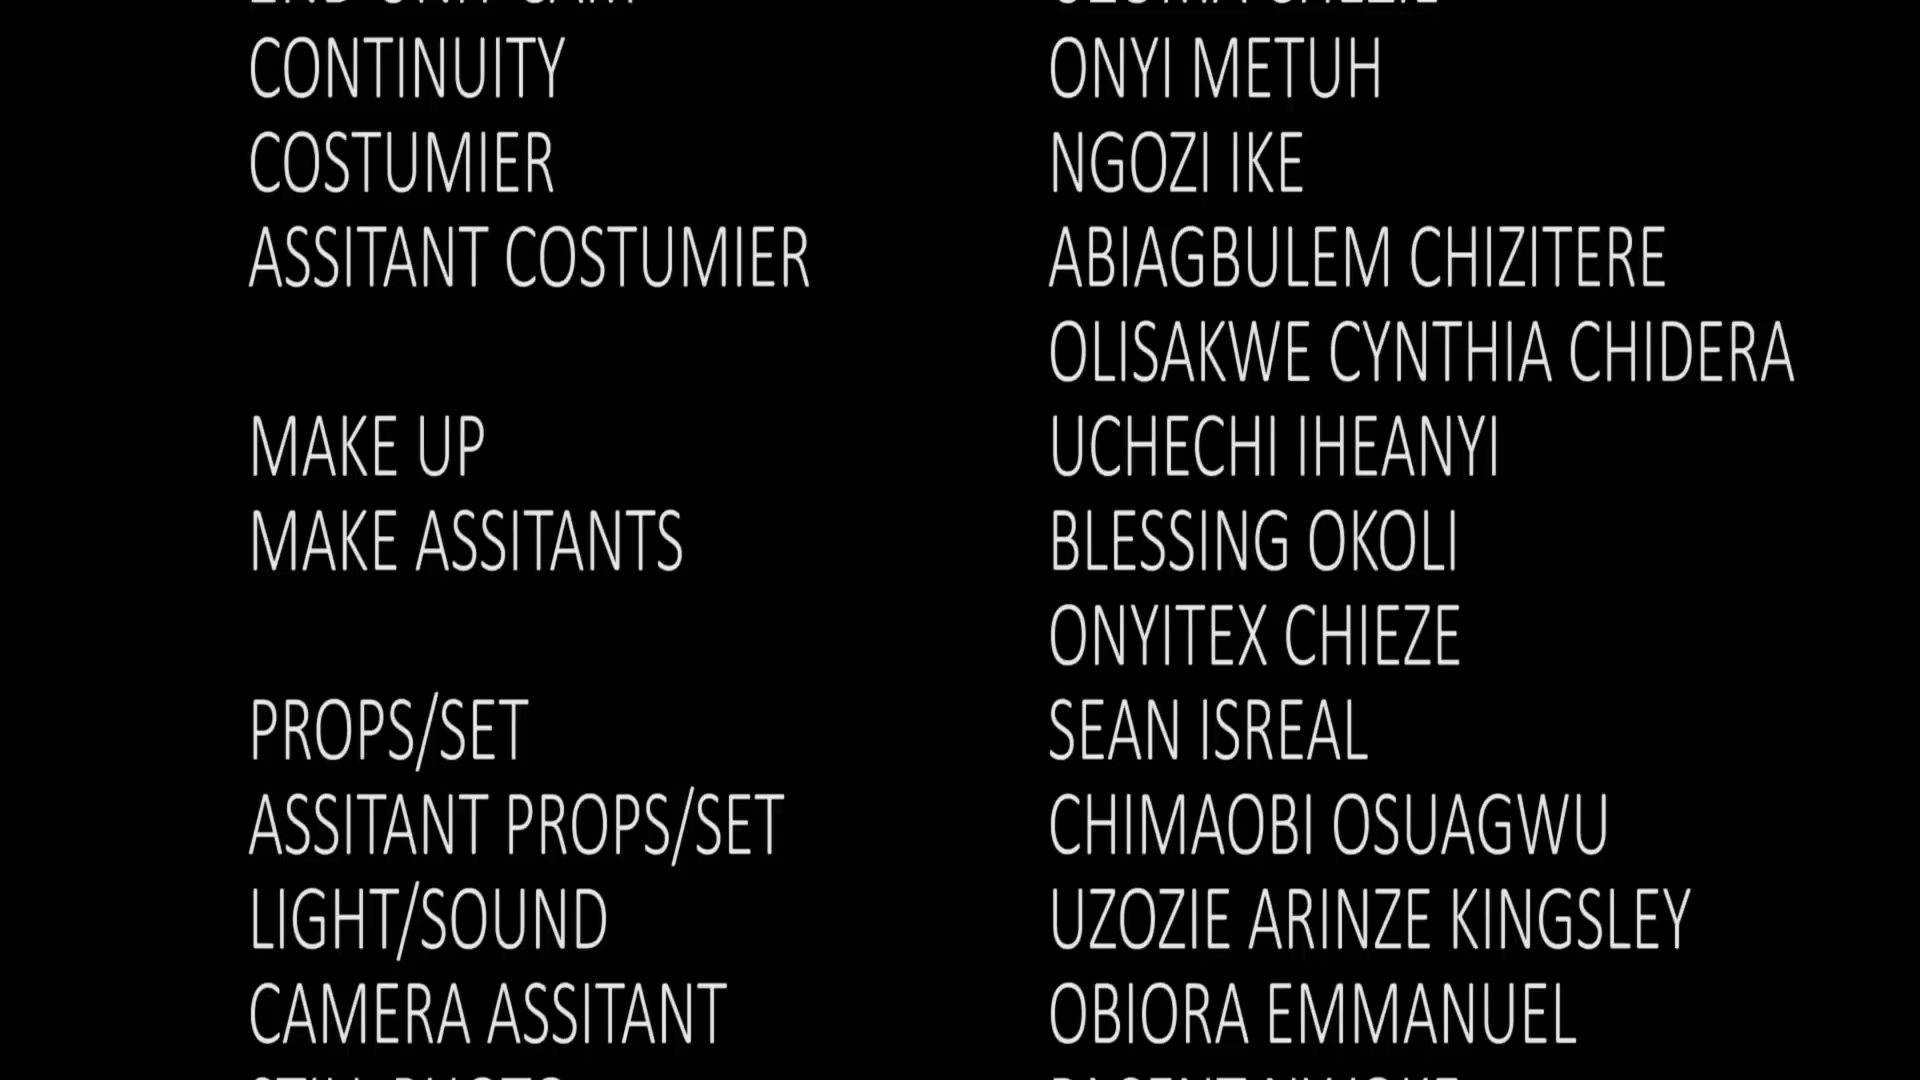 CONTINUITY ONYI METUH
COSTUMIER NGOZI IKE
ASSITANT COSTUMIER ABIAGBULEM CHIZITERE
OLISAKWE CYNTHIA CHIDERA
MAKE UP UCHECHI IHEANYI
MAKE ASSITANTS BLESSING OKOLI
ONYITEX CHIEZE
PROPS/SET SEAN ISREAL
ASSITANT PROPS/SET CHIMAOBI OSUAGWU
LIGHT/SOUND UZOZIE ARINZE KINGSLEY
CAMERA ASSITANT OBIORA EMMANUEL